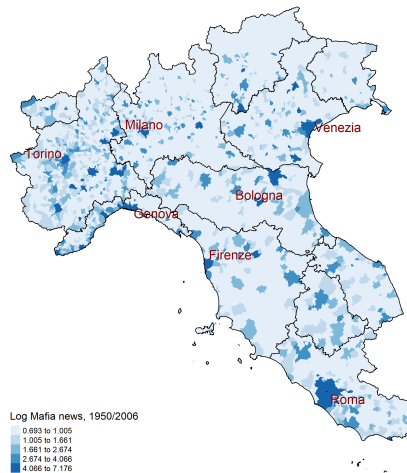 Milano
Venezia
Torino
Bologna
Genova
Firenze
Roma
Log Mafia news, 1950/2006
0.693 to 1.005
1.005 to 1.661
1.661 to 2.674
2.674 to 4.066
4.066 to 7.176